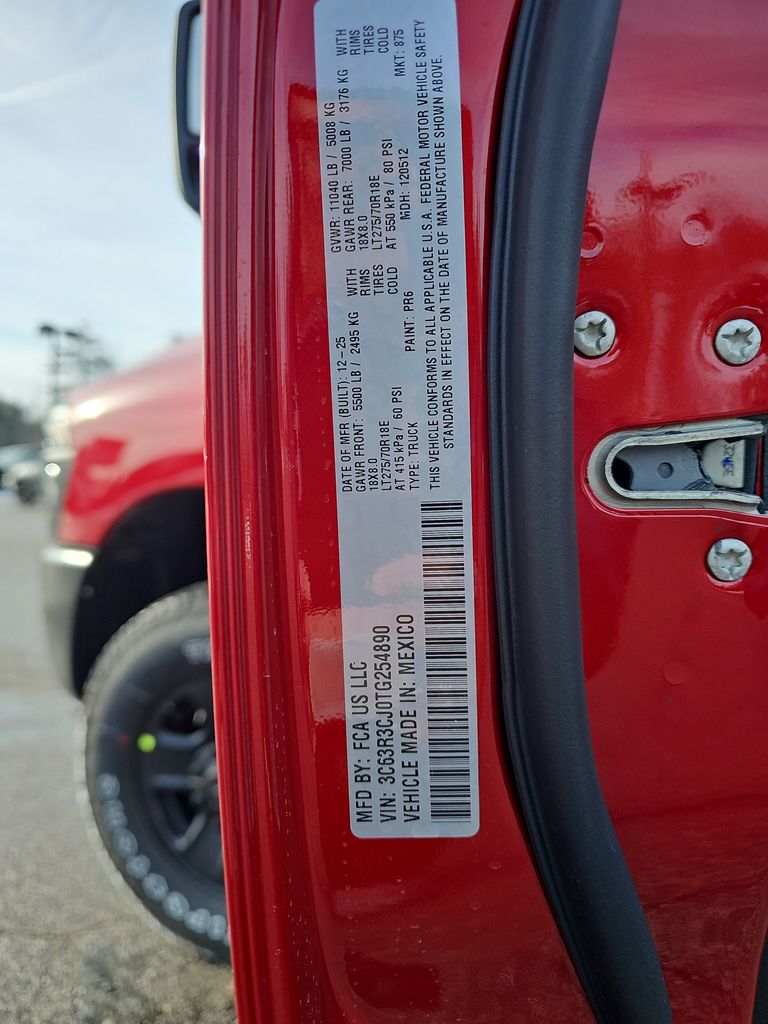 MFD BY: FCA US LLC
VIN: 3C63R3CJ0TG254890
VEHICLE MADE IN: MEXICO
DATE OF MFR (BUILT): 12-25
GVWR: 11040 LB / 5008 KG
GAWR FRONT: 5500 LB / 2495 KG
WITH
GAWR REAR: 7000 LB / 3176 KG
WITH
18X8.0
RIMS
18X8.0
RIMS
LT275/70R18E
TIRES
LT275/70R18E
TIRES
AT 415 kPa / 60 PSI
COLD
AT 550 kPa / 80 PSI
COLD
TYPE: TRUCK
PAINT: PR6
MDH: 120512
MKT: 875
THIS VEHICLE CONFORMS TO ALL APPLICABLE U.S.A. FEDERAL MOTOR VEHICLE SAFETY
STANDARDS IN EFFECT ON THE DATE OF MANUFACTURE SHOWN ABOVE.